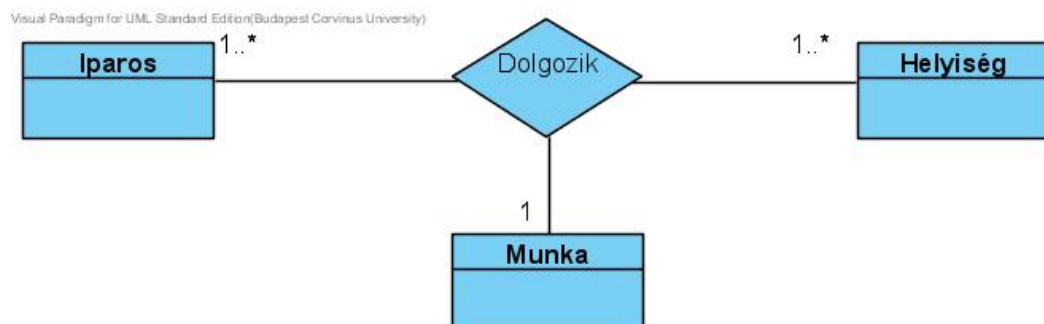 Visual Paradigm for UML Standard Edition(Budapest Corvinus University)
1..*
1..*
Iparos
Dolgozik
Helyiség
1
Munka